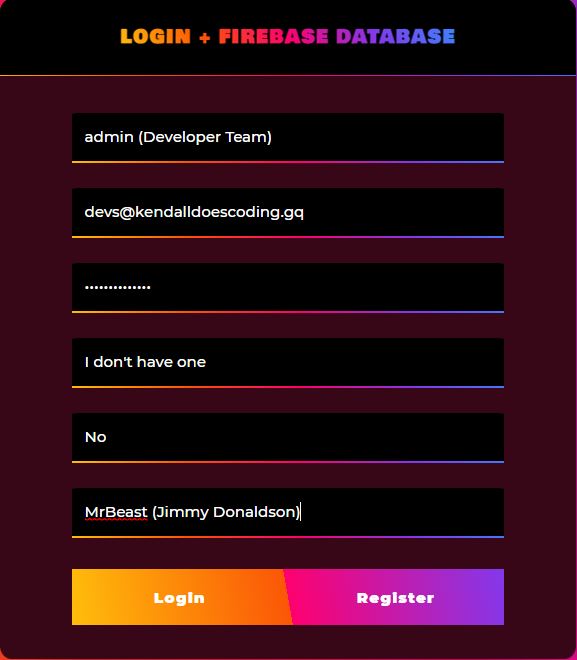 LOGIN + FIREBASE DATABASE
admin (Developer Team)
devs@kendalldoescoding.gq
••••••••••••••
I don't have one
No
MrBeast (Jimmy Donaldson)
Login
Register